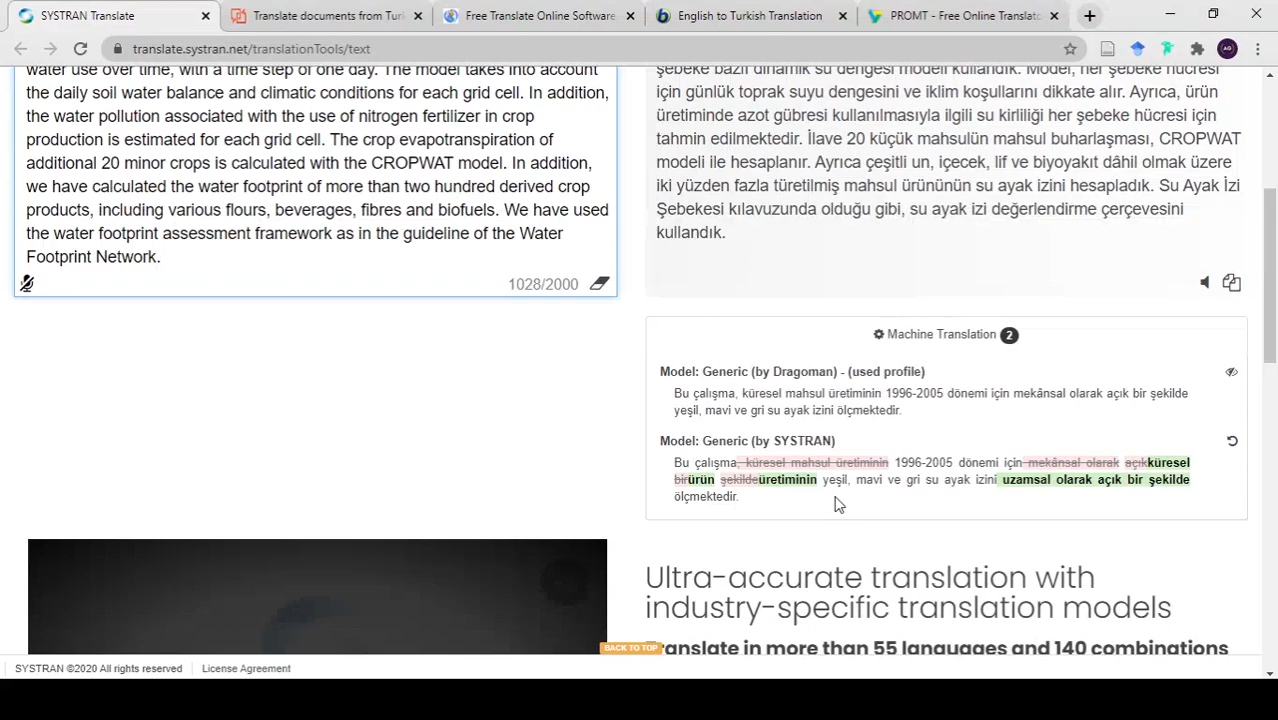 SYSTRAN Translate
Translate documents from Turk
Free Translate Online Software
English to Turkish Translation
PROMT - Free Online Translato
translate.systran.net/translationTools/text
water use over time, with a time step of one day. The model takes into account
the daily soil water balance and climatic conditions for each grid cell. In addition,
the water pollution associated with the use of nitrogen fertilizer in crop
production is estimated for each grid cell. The crop evapotranspiration of
additional 20 minor crops is calculated with the CROPWAT model. In addition,
we have calculated the water footprint of more than two hundred derived crop
products, including various flours, beverages, fibres and biofuels. We have used
the water footprint assessment framework as in the guideline of the Water
Footprint Network.
1028/2000
şebeke bazlı dinamik su dengesi modeli kullandık. Model, her şebeke hücresi
için günlük toprak suyu dengesini ve iklim koşullarını dikkate alır. Ayrıca, ürün
üretiminde azot gübresi kullanılmasıyla ilgili su kirliliği her şebeke hücresi için
tahmin edilmektedir. İlave 20 küçük mahsulün mahsul buharlaşması, CROPWAT
modeli ile hesaplanır. Ayrıca çeşitli un, içecek, lif ve biyoyakıt dâhil olmak üzere
iki yüzden fazla türetilmiş mahsul ürününün su ayak izini hesapladık. Su Ayak İzi
Şebekesi kılavuzunda olduğu gibi, su ayak izi değerlendirme çerçevesini
kullandık.
Machine Translation 2
Model: Generic (by Dragoman) - (used profile)
Bu çalışma, küresel mahsul üretiminin 1996-2005 dönemi için mekânsal olarak açık bir şekilde
yeşil, mavi ve gri su ayak izini ölçmektedir.
Model: Generic (by SYSTRAN)
Bu çalışma, küresel mahsul üretiminin 1996-2005 dönemi için mekânsal olarak açıkküresel
birürün şekildeüretiminin yeşil, mavi ve gri su ayak izini uzamsal olarak açık bir şekilde
ölçmektedir.
Ultra-accurate translation with
industry-specific translation models
Translate in more than 55 languages and 140 combinations
BACK TO TOP
SYSTRAN ©2020 All rights reserved
License Agreement